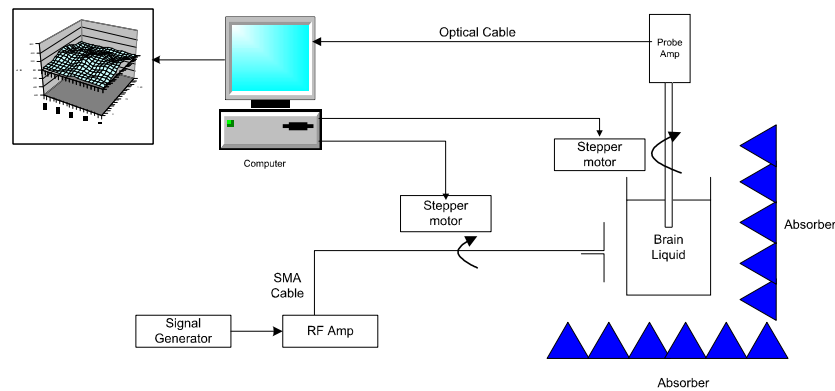 Optical Cable
Probe
Amp
Computer
Stepper
motor
Stepper
motor
Brain
Liquid
Absorber
SMA
Cable
Signal
Generator
RF Amp
Absorber